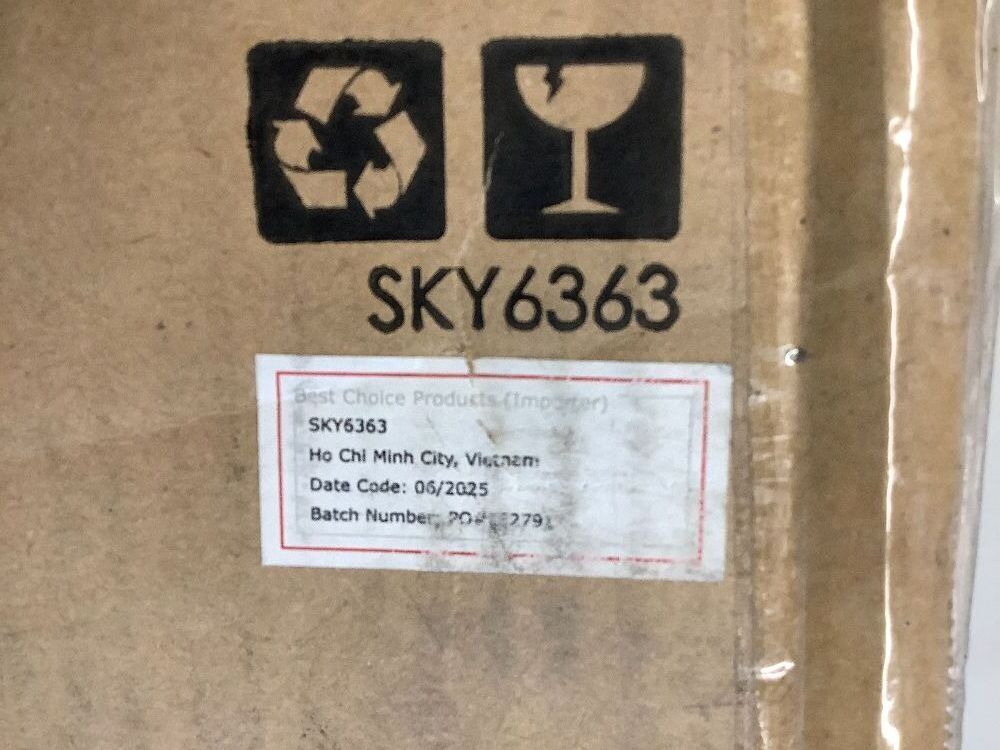 SKY6363
Best Choice Products (Importer)
SKY6363
Ho Chi Minh City, Vietnam
Date Code: 06/2025
Batch Number: